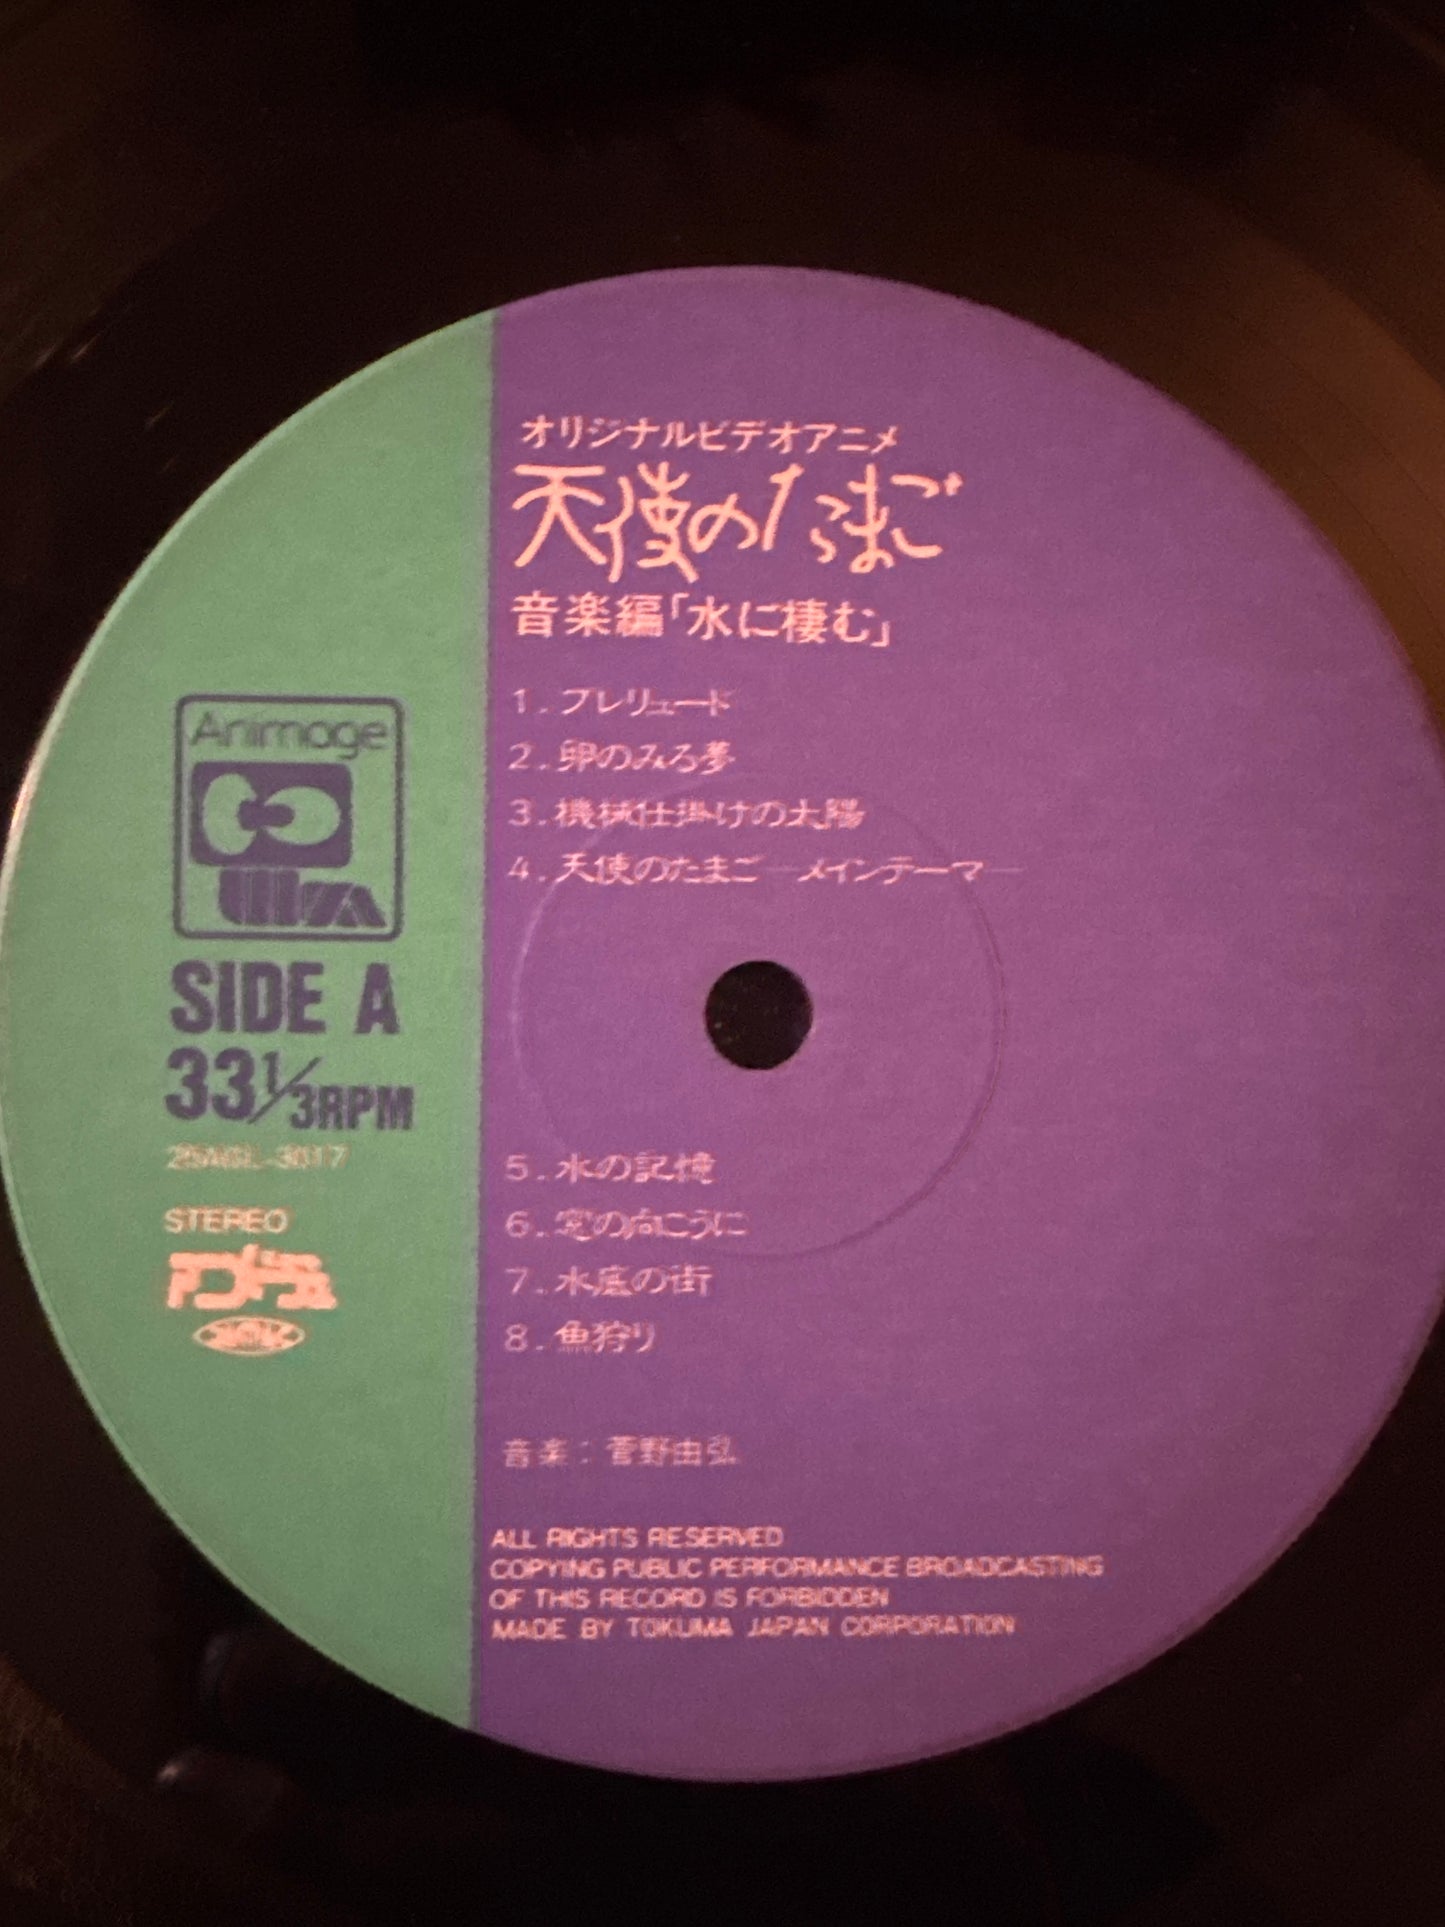 オリジナルビデオアニメ
天使のたまご
音楽編「水に棲む」
1. プレリュード
2. 卵のみる夢
3. 機械仕掛けの太陽
4. 天使のたまご—メインテーマ—
5. 水の記憶
6. 窓の向こうに
7. 水底の街
8. 魚狩り
音楽：菅野由弘
ALL RIGHTS RESERVED
COPYING PUBLIC PERFORMANCE BROADCASTING
OF THIS RECORD IS FORBIDDEN
MADE BY TOKUMA JAPAN CORPORATION
Animage
SIDE A
33 1/3RPM
25AGL-3017
STEREO